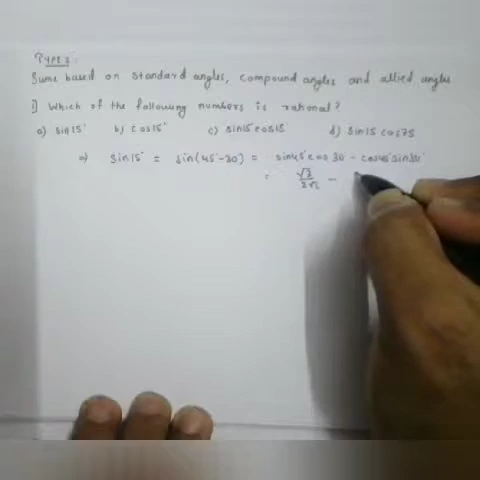 TYPE I:
Sums based on standard angles, compound angles and allied angles
1] Which of the following numbers is rational?
a) sin15° b) cos15° c) sin15°cos15° d) sin15 cos75
a) sin15° = sin(45°-30) = sin45°cos30 - cos45°sin30°
= √3/2√2 -